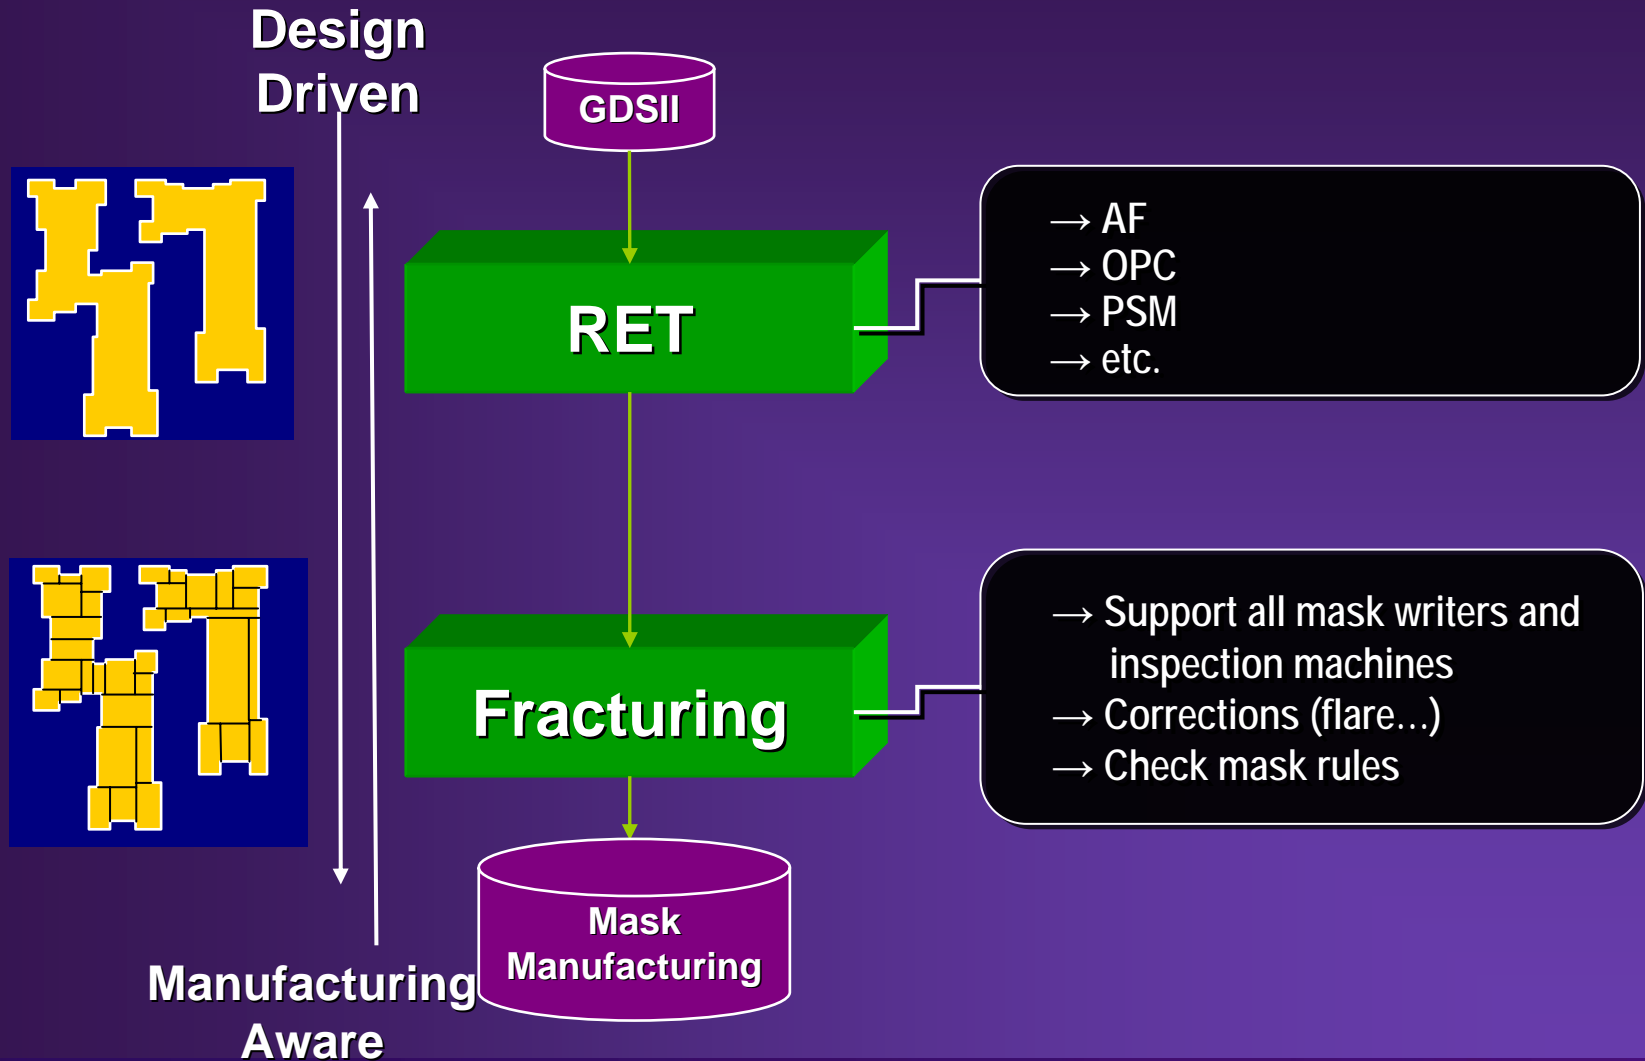 Design
Driven
GDSII
RET
→ AF
→ OPC
→ PSM
→ etc.
Fracturing
→ Support all mask writers and
inspection machines
→ Corrections (flare...)
→ Check mask rules
Mask
Manufacturing
Manufacturing
Aware